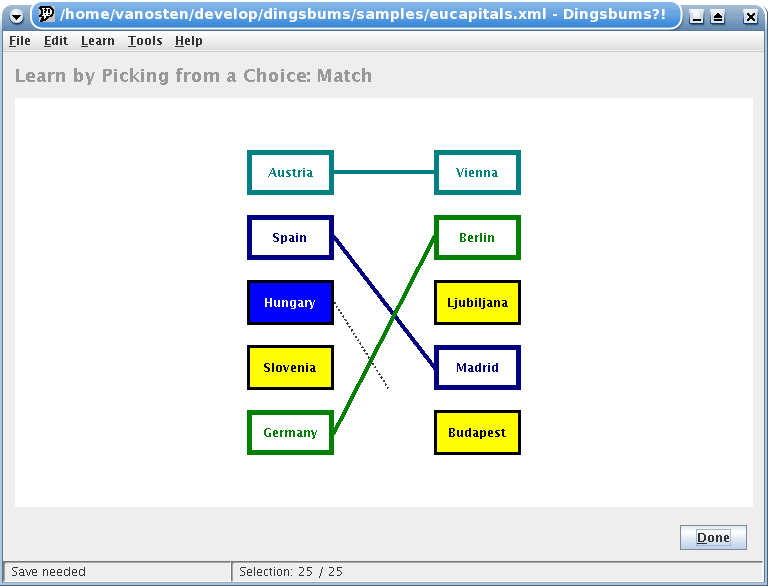 /home/vanosten/develop/dingsbums/samples/eucapitals.xml - Dingsbums?!
File Edit Learn Tools Help
Learn by Picking from a Choice: Match
Austria Vienna
Spain Berlin
Hungary Ljubiljana
Slovenia Madrid
Germany Budapest
Done
Save needed Selection: 25 / 25